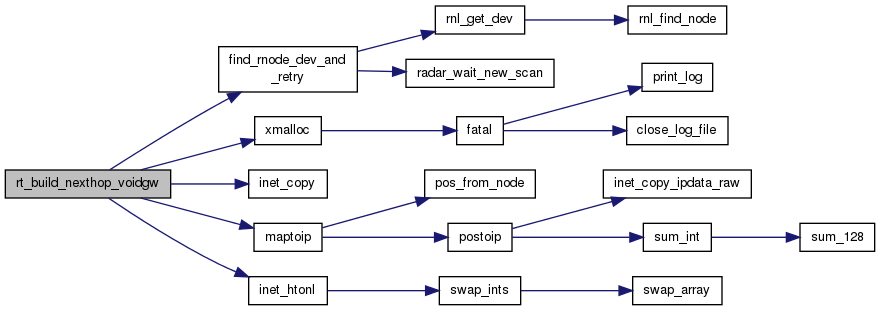 rnl_get_dev
rnl_find_node
find_rnode_dev_and
_retry
radar_wait_new_scan
print_log
xmalloc
fatal
close_log_file
rt_build_nexthop_voidgw
inet_copy
pos_from_node
inet_copy_ipdata_raw
maptoip
postoip
sum_int
sum_128
inet_htonl
swap_ints
swap_array